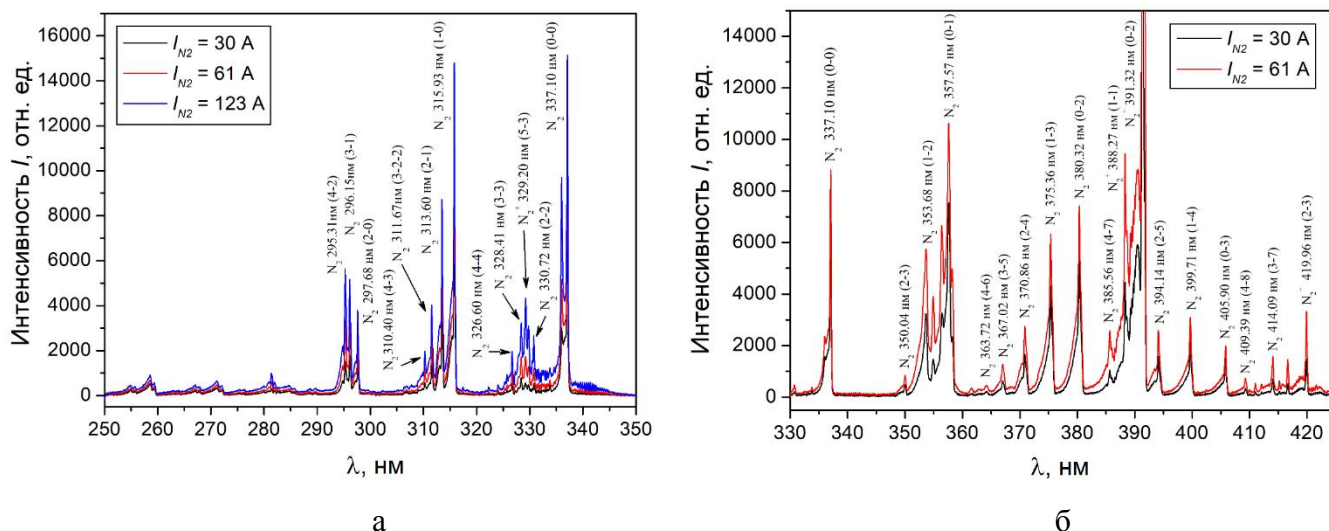 Интенсивность I, отн. ед.
16000
14000
12000
10000
8000
6000
4000
2000
0
I_N2 = 30 A
I_N2 = 61 A
I_N2 = 123 A
N₂ 295.31нм (4-2)
N₂ 296.15нм (3-1)
N₂ 297.68 нм (2-0)
N₂ 310.40 нм (4-3)
N₂ 311.67нм (3-2-2)
N₂ 313.60 нм (2-1)
N₂ 315.93 нм (1-0)
N₂ 326.60 нм (4-4)
N₂ 328.41 нм (3-3)
N₂⁺ 329.20 нм (5-3)
N₂ 330.72 нм (2-2)
N₂ 337.10 нм (0-0)
250 260 270 280 290 300 310 320 330 340 350
λ, нм
а
Интенсивность I, отн. ед.
14000
12000
10000
8000
6000
4000
2000
0
I_N2 = 30 A
I_N2 = 61 A
N₂ 337.10 нм (0-0)
N₂ 350.04 нм (2-3)
N₂ 353.68 нм (1-2)
N₂ 357.57 нм (0-1)
N₂ 363.72 нм (4-6)
N₂ 367.02 нм (3-5)
N₂ 370.86 нм (2-4)
N₂ 375.36 нм (1-3)
N₂ 380.32 нм (0-2)
N₂ 385.56 нм (4-7)
N₂⁺ 388.27 нм (1-1)
N₂⁺ 391.32 нм (0-2)
N₂ 394.14 нм (2-5)
N₂ 399.71 нм (1-4)
N₂ 405.90 нм (0-3)
N₂ 409.39 нм (4-8)
N₂ 414.09 нм (3-7)
N₂⁻ 419.96 нм (2-3)
330 340 350 360 370 380 390 400 410 420
λ, нм
б